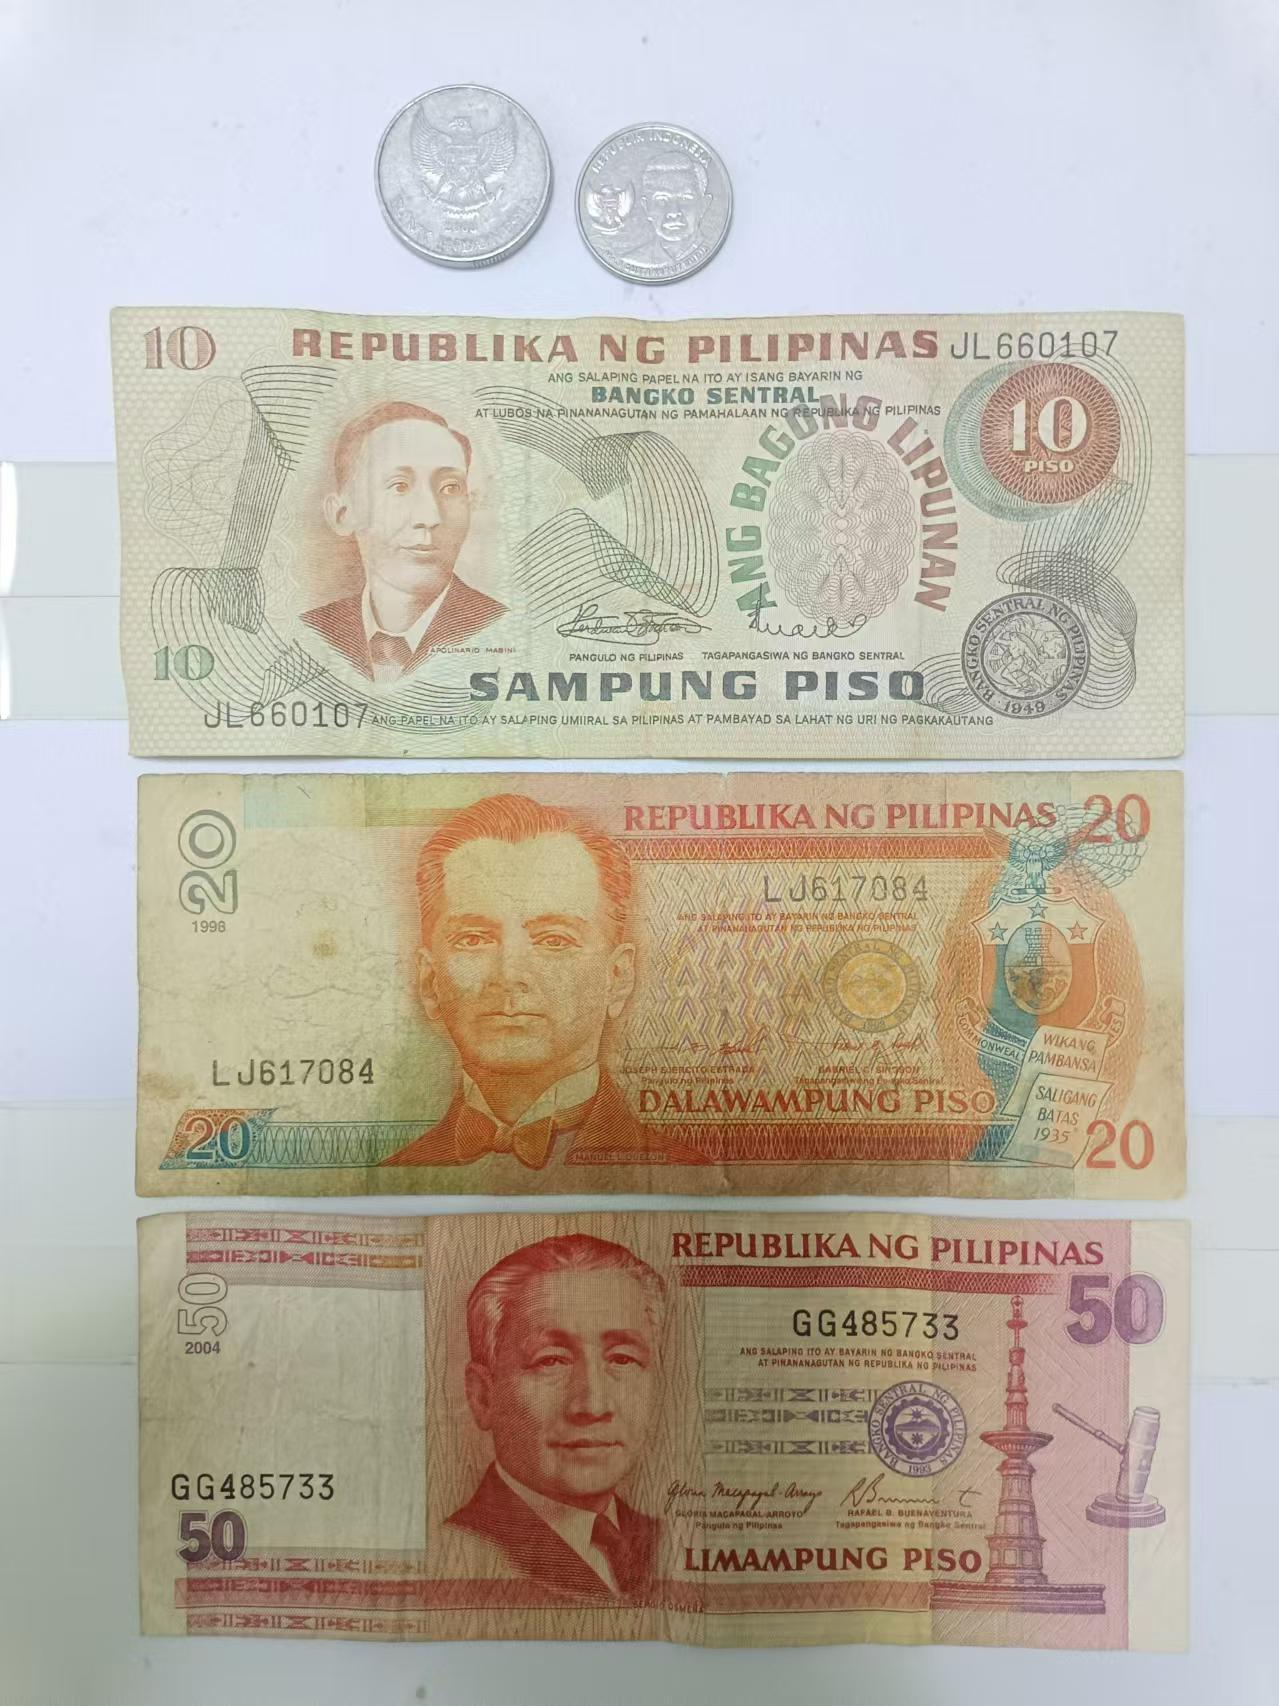 REPUBLIK INDONESIA
10
REPUBLIKA NG PILIPINAS
JL660107
ANG SALAPING PAPEL NA ITO AY ISANG BAYARIN NG
BANGKO SENTRAL
AT LUBOS NA PINANANAGUTAN NG PAMAHALAAN NG REPUBLIKA NG PILIPINAS
10
PISO
ANG BAGONG LIPUNAN
APOLINARIO MABINI
PANGULO NG PILIPINAS
TAGAPANGASIWA NG BANGKO SENTRAL
BANGKO SENTRAL NG PILIPINAS
1949
10
SAMPUNG PISO
JL660107
ANG PAPEL NA ITO AY SALAPING UMIIRAL SA PILIPINAS AT PAMBAYAD SA LAHAT NG URI NG PAGKAKAUTANG
20
1998
REPUBLIKA NG PILIPINAS
20
LJ617084
ANG SALAPING ITO AY BAYARIN NG BANGKO SENTRAL
AT PINANANAGUTAN NG REPUBLIKA NG PILIPINAS
COMMONWEALTH
WIKANG
PAMBANSA
SALIGANG
BATAS
1935
LJ617084
JOSEPH EJERCITO ESTRADA
Pangulo ng Pilipinas
GABRIEL C. SINGSON
Tagapangasiwa ng Bangko Sentral
DALAWAMPUNG PISO
20
MANUEL L. QUEZON
20
50
2004
REPUBLIKA NG PILIPINAS
50
GG485733
ANG SALAPING ITO AY BAYARIN NG BANGKO SENTRAL
AT PINANANAGUTAN NG REPUBLIKA NG PILIPINAS
BANGKO SENTRAL NG PILIPINAS
1993
GG485733
50
Gloria Macapagal-Arroyo
GLORIA MACAPAGAL-ARROYO
Pangulo ng Pilipinas
RAFAEL B. BUENAVENTURA
Tagapangasiwa ng Bangko Sentral
LIMAMPUNG PISO
SERGIO OSMEÑA